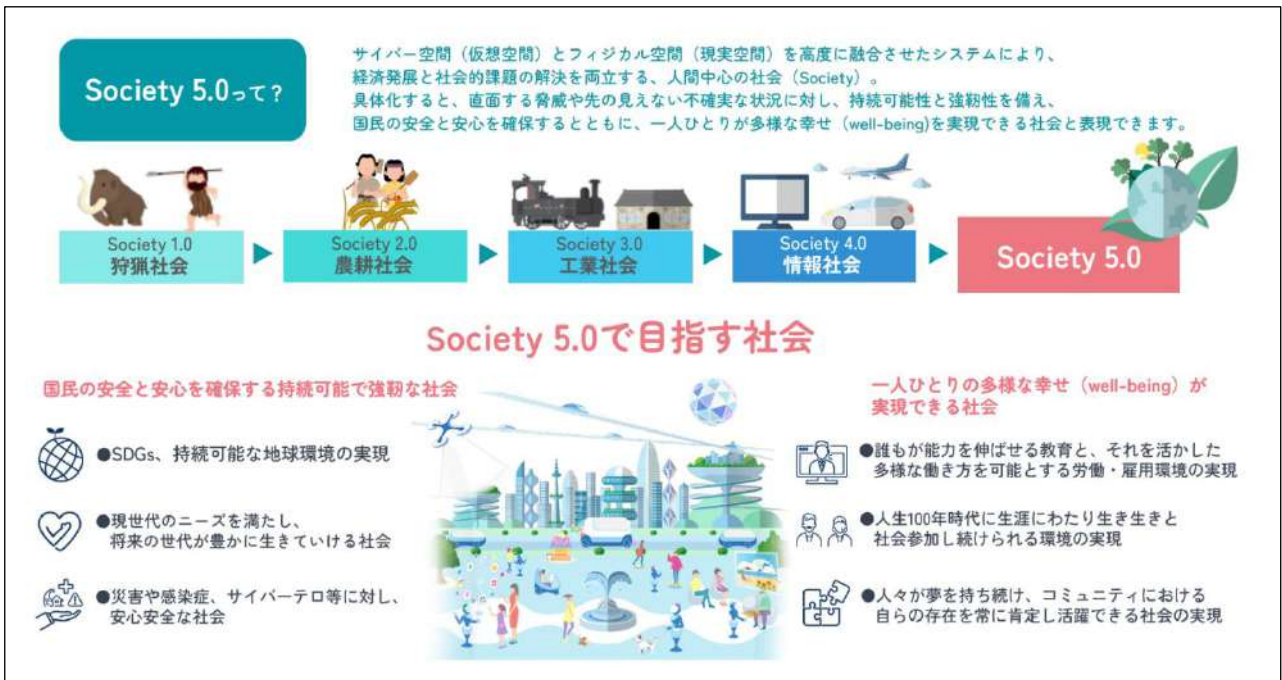 Society 5.0って？
サイバー空間（仮想空間）とフィジカル空間（現実空間）を高度に融合させたシステムにより、
経済発展と社会的課題の解決を両立する、人間中心の社会（Society）。
具体化すると、直面する脅威や先の見えない不確実な状況に対し、持続可能性と強靭性を備え、
国民の安全と安心を確保するとともに、一人ひとりが多様な幸せ（well-being)を実現できる社会と表現できます。
Society 1.0
狩猟社会
Society 2.0
農耕社会
Society 3.0
工業社会
Society 4.0
情報社会
Society 5.0
Society 5.0で目指す社会
国民の安全と安心を確保する持続可能で強靭な社会
●SDGs、持続可能な地球環境の実現
●現世代のニーズを満たし、
将来の世代が豊かに生きていける社会
●災害や感染症、サイバーテロ等に対し、
安心安全な社会
一人ひとりの多様な幸せ（well-being）が
実現できる社会
●誰もが能力を伸ばせる教育と、それを活かした
多様な働き方を可能とする労働・雇用環境の実現
●人生100年時代に生涯にわたり生き生きと
社会参加し続けられる環境の実現
●人々が夢を持ち続け、コミュニティにおける
自らの存在を常に肯定し活躍できる社会の実現